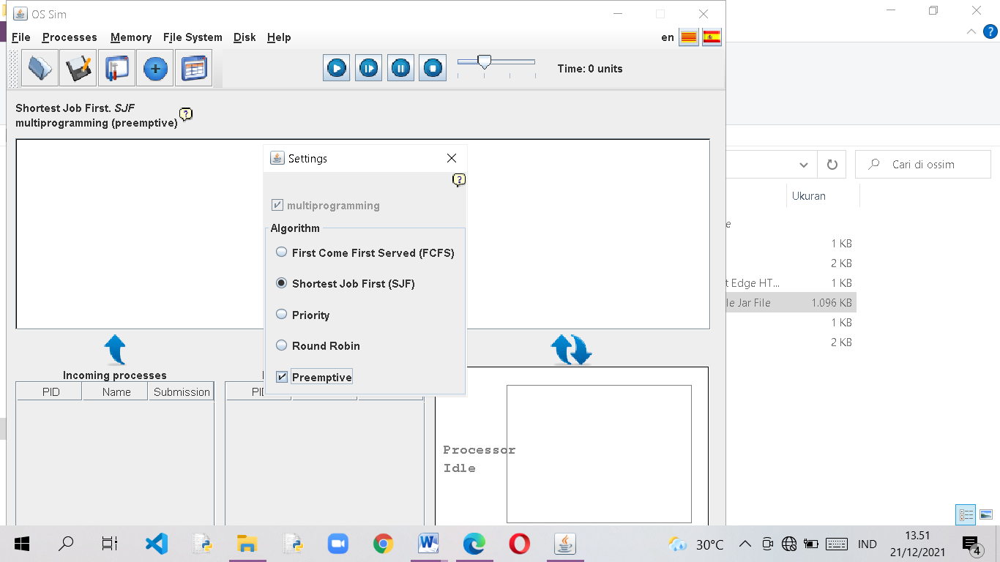 OS Sim
File Processes Memory File System Disk Help en
Time: 0 units
Shortest Job First. SJF
multiprogramming (preemptive)
Settings
multiprogramming
Algorithm
First Come First Served (FCFS)
Shortest Job First (SJF)
Priority
Round Robin
Preemptive
Incoming processes
PID Name Submission
Processor
Idle
Cari di ossim
Ukuran
1 KB
2 KB
t Edge HT... 1 KB
le Jar File 1.096 KB
1 KB
2 KB
30°C IND 13.51
21/12/2021
4